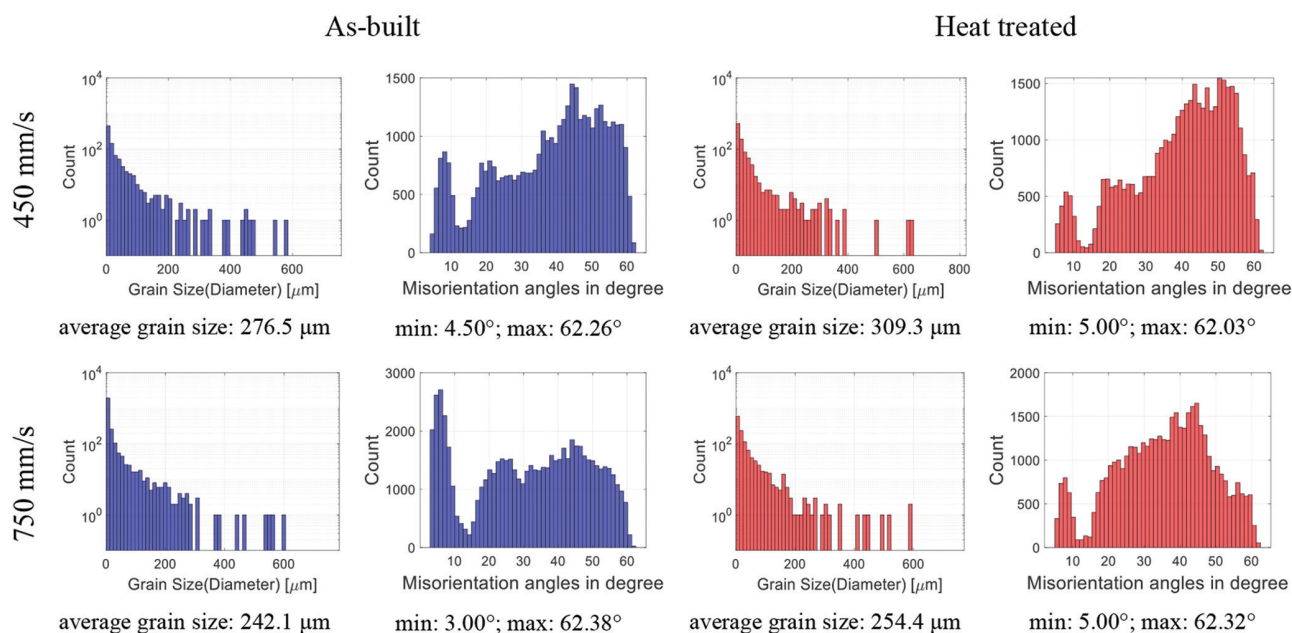 As-built
Heat treated
450 mm/s
10^4
10^2
10^0
Count
0 200 400 600
Grain Size(Diameter) [μm]
average grain size: 276.5 μm
1500
1000
500
0
Count
10 20 30 40 50 60
Misorientation angles in degree
min: 4.50°; max: 62.26°
10^4
10^2
10^0
Count
0 200 400 600 800
Grain Size(Diameter) [μm]
average grain size: 309.3 μm
1500
1000
500
0
Count
10 20 30 40 50 60
Misorientation angles in degree
min: 5.00°; max: 62.03°
750 mm/s
10^4
10^2
10^0
Count
0 200 400 600
Grain Size(Diameter) [μm]
average grain size: 242.1 μm
3000
2000
1000
0
Count
10 20 30 40 50 60
Misorientation angles in degree
min: 3.00°; max: 62.38°
10^4
10^2
10^0
Count
0 200 400 600
Grain Size(Diameter) [μm]
average grain size: 254.4 μm
2000
1500
1000
500
0
Count
10 20 30 40 50 60
Misorientation angles in degree
min: 5.00°; max: 62.32°